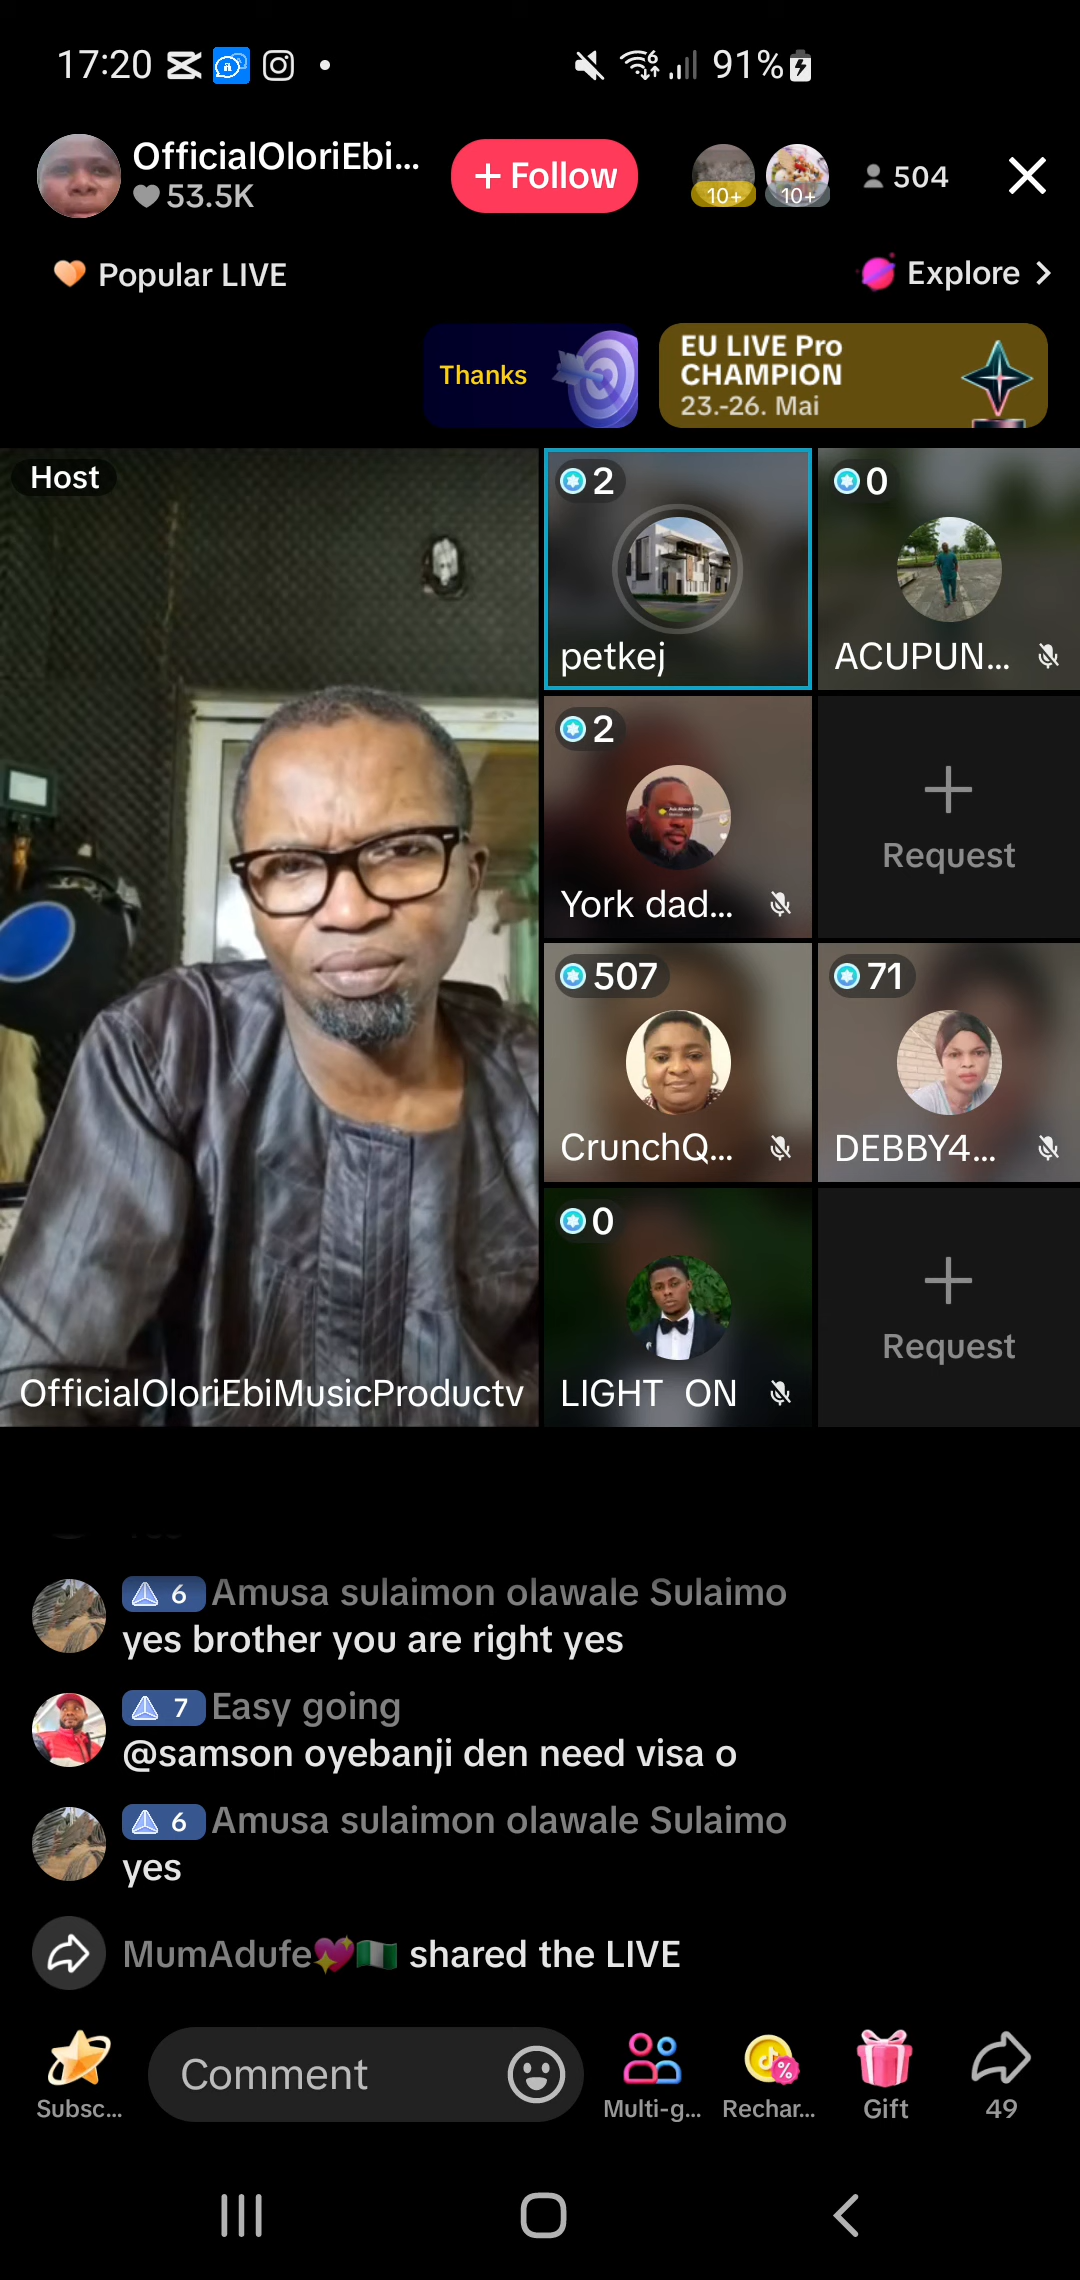 17:20
91%
OfficialOloriEbi...
53.5K
+ Follow
10+
10+
504
Popular LIVE
Explore
Thanks
EU LIVE Pro
CHAMPION
23.-26. Mai
Host
2
petkej
0
ACUPUN...
2
York dad...
Request
507
CrunchQ...
71
DEBBY4...
0
LIGHT ON
Request
OfficialOloriEbiMusicProductv
6 Amusa sulaimon olawale Sulaimo
yes brother you are right yes
7 Easy going
@samson oyebanji den need visa o
6 Amusa sulaimon olawale Sulaimo
yes
MumAdufe💖🇳🇬 shared the LIVE
Subsc...
Comment
Multi-g...
Rechar...
Gift
49